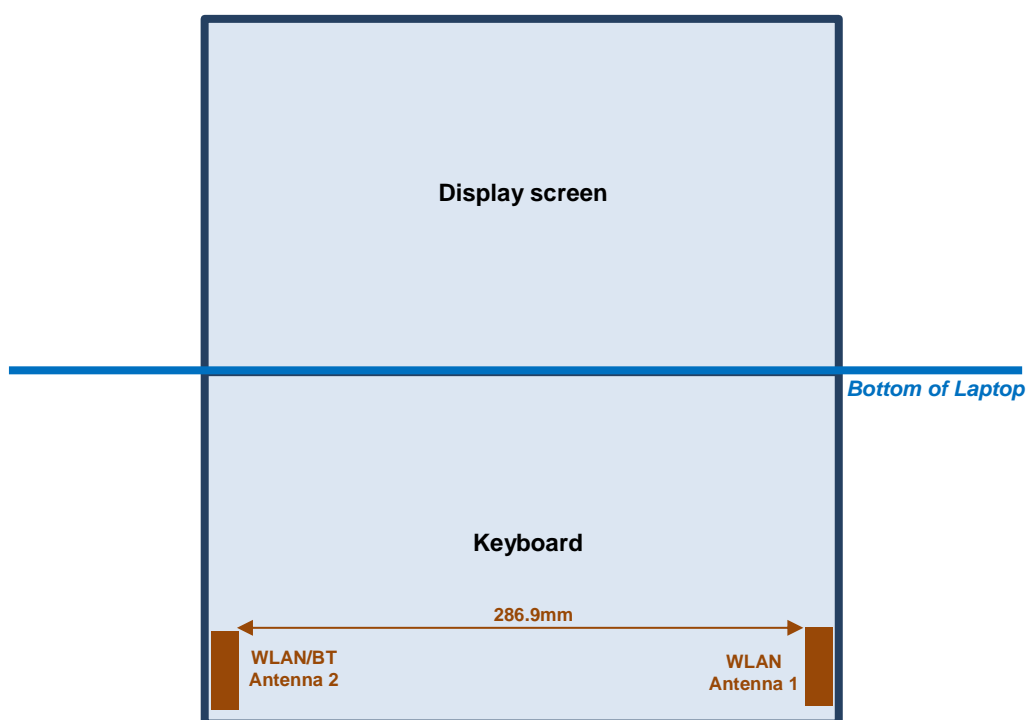 Display screen
Bottom of Laptop
Keyboard
286.9mm
WLAN/BT
Antenna 2
WLAN
Antenna 1